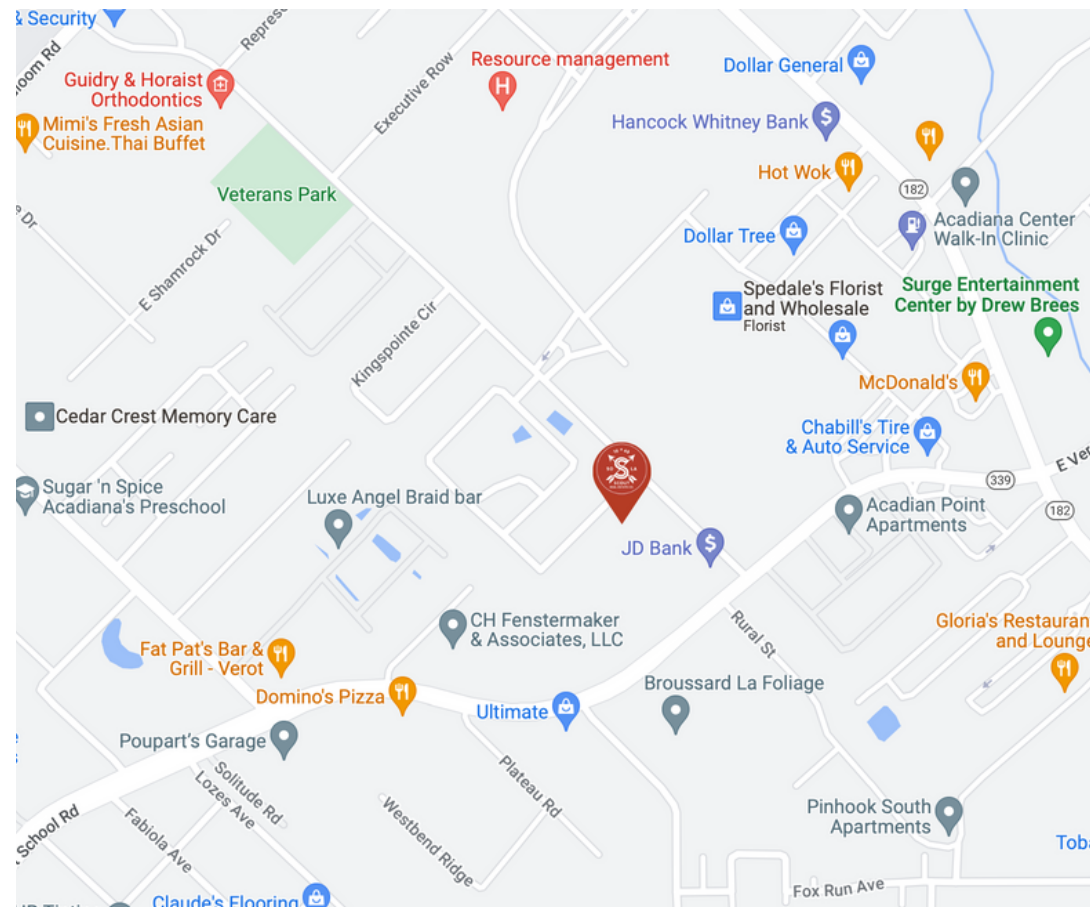 & Security
oom Rd
Represe
Guidry & Horaist
Orthodontics
Mimi's Fresh Asian
Cuisine.Thai Buffet
Executive Row
Resource management
Dollar General
Hancock Whitney Bank
Hot Wok
182
Acadiana Center
Walk-In Clinic
Veterans Park
e Dr
E Shamrock Dr
Dollar Tree
Spedale's Florist
and Wholesale
Florist
Surge Entertainment
Center by Drew Brees
Kingspointe Cir
McDonald's
Cedar Crest Memory Care
Chabill's Tire
& Auto Service
E Ver
339
182
Sugar 'n Spice
Acadiana's Preschool
Luxe Angel Braid bar
S
JD Bank
Acadian Point
Apartments
CH Fenstermaker
& Associates, LLC
Rural St
Gloria's Restauran
and Lounge
Fat Pat's Bar &
Grill - Verot
Domino's Pizza
Ultimate
Broussard La Foliage
Poupart's Garage
Solitude Rd
Lozes Ave
Plateau Rd
Westbend Ridge
Pinhook South
Apartments
t School Rd
Fabiola Ave
Toba
Fox Run Ave
Claude's Flooring